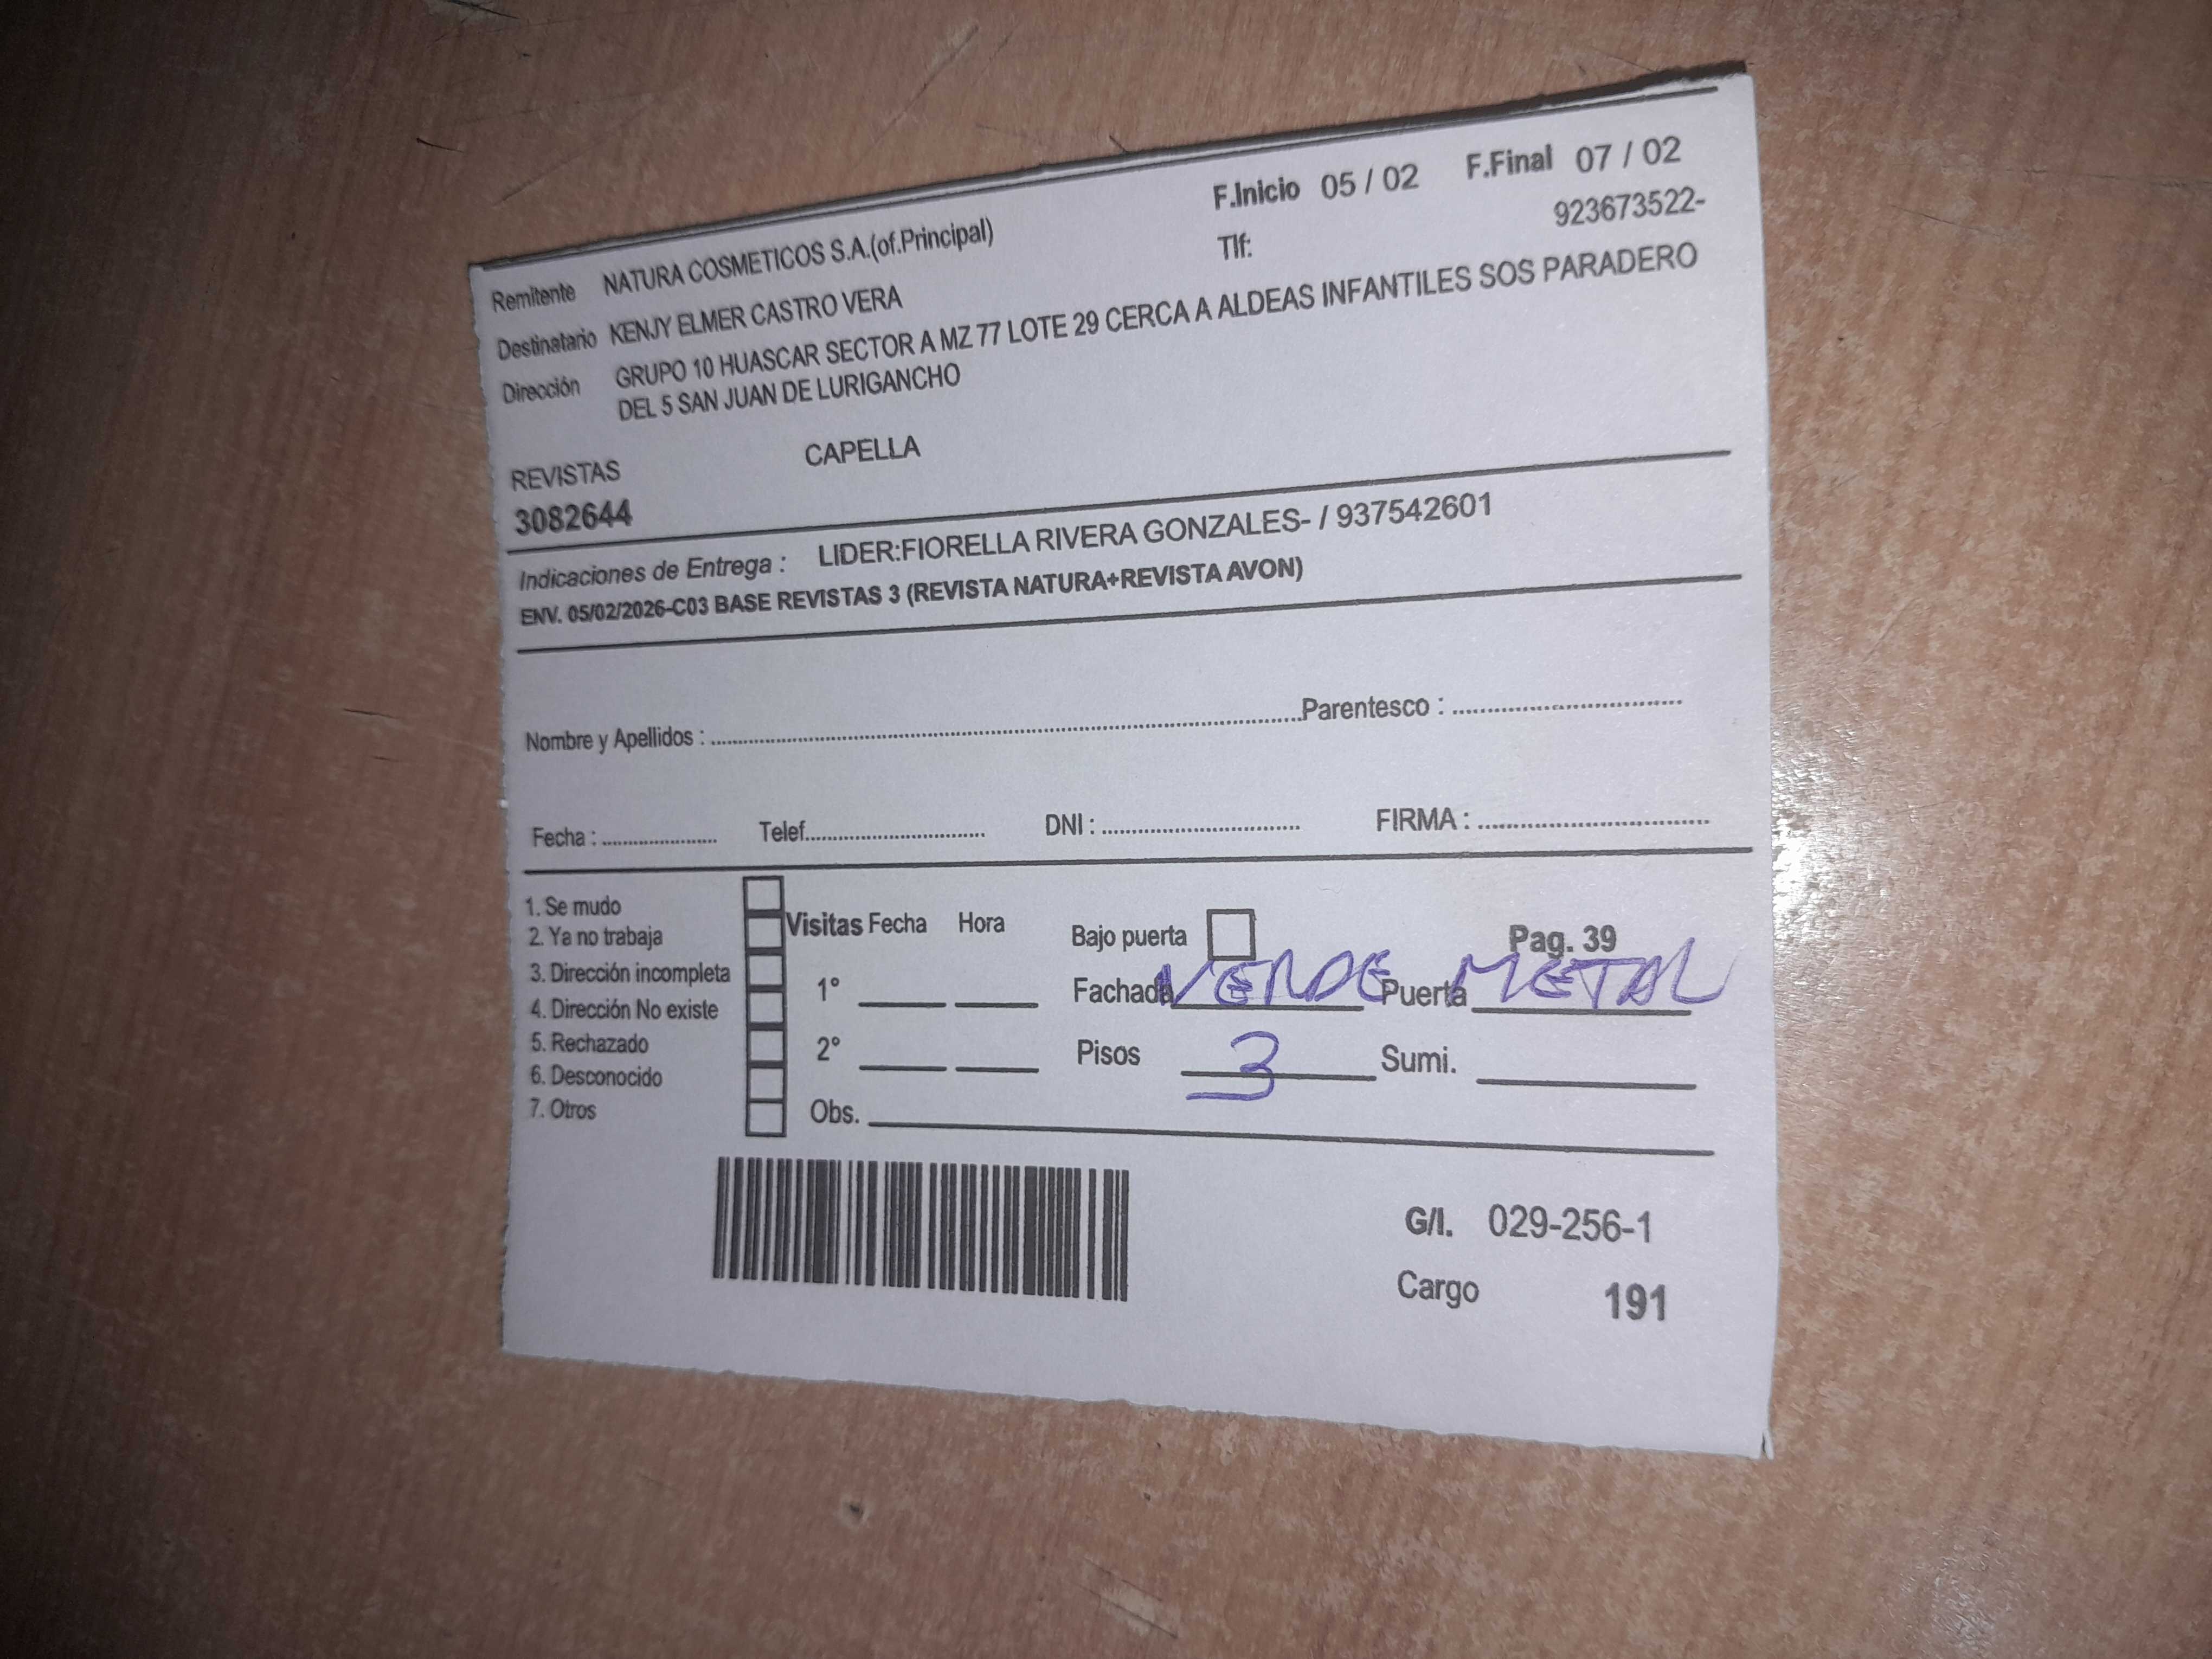 F.Inicio 05 / 02 F.Final 07 / 02
Remitente NATURA COSMETICOS S.A.(of.Principal) Tlf: 923673522-
Destinatario KENJY ELMER CASTRO VERA
Dirección GRUPO 10 HUASCAR SECTOR A MZ 77 LOTE 29 CERCA A ALDEAS INFANTILES SOS PARADERO
DEL 5 SAN JUAN DE LURIGANCHO
REVISTAS CAPELLA
3082644
Indicaciones de Entrega : LIDER:FIORELLA RIVERA GONZALES- / 937542601
ENV. 05/02/2026-C03 BASE REVISTAS 3 (REVISTA NATURA+REVISTA AVON)
Nombre y Apellidos : Parentesco :
Fecha : Telef. DNI : FIRMA :
1. Se mudo
2. Ya no trabaja
3. Dirección incompleta
4. Dirección No existe
5. Rechazado
6. Desconocido
7. Otros
Visitas Fecha Hora
1°
2°
Obs.
Bajo puerta Pag. 39
Fachada VERDE Puerta METAL
Pisos 3 Sumi.
G/I. 029-256-1
Cargo 191